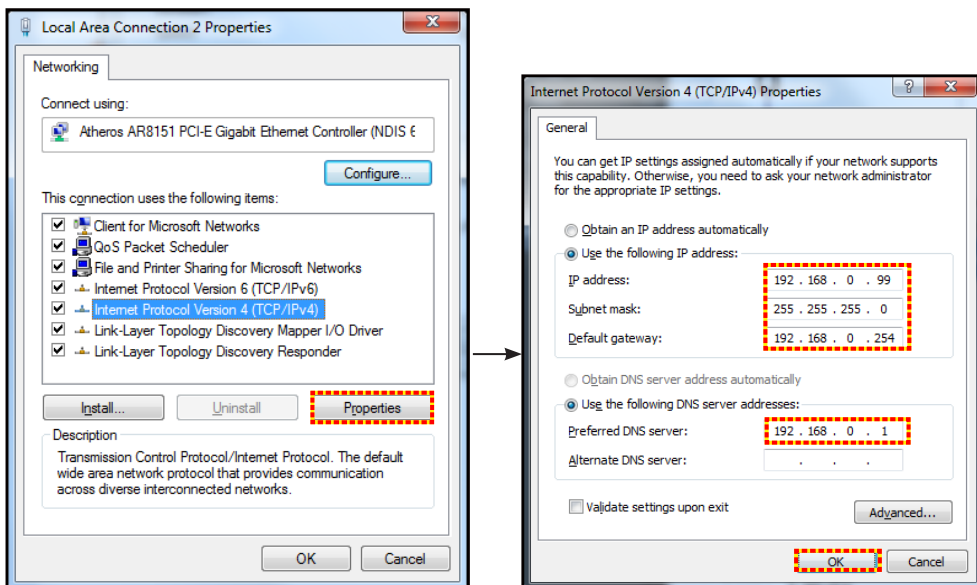 Local Area Connection 2 Properties
Networking
Connect using:
Atheros AR8151 PCI-E Gigabit Ethernet Controller (NDIS 6
Configure...
This connection uses the following items:
Client for Microsoft Networks
QoS Packet Scheduler
File and Printer Sharing for Microsoft Networks
Internet Protocol Version 6 (TCP/IPv6)
Internet Protocol Version 4 (TCP/IPv4)
Link-Layer Topology Discovery Mapper I/O Driver
Link-Layer Topology Discovery Responder
Install...
Uninstall
Properties
Description
Transmission Control Protocol/Internet Protocol. The default
wide area network protocol that provides communication
across diverse interconnected networks.
OK
Cancel
Internet Protocol Version 4 (TCP/IPv4) Properties
General
You can get IP settings assigned automatically if your network supports
this capability. Otherwise, you need to ask your network administrator
for the appropriate IP settings.
Obtain an IP address automatically
Use the following IP address:
IP address: 192 . 168 . 0 . 99
Subnet mask: 255 . 255 . 255 . 0
Default gateway: 192 . 168 . 0 . 254
Obtain DNS server address automatically
Use the following DNS server addresses:
Preferred DNS server: 192 . 168 . 0 . 1
Alternate DNS server: . . .
Validate settings upon exit
Advanced...
OK
Cancel